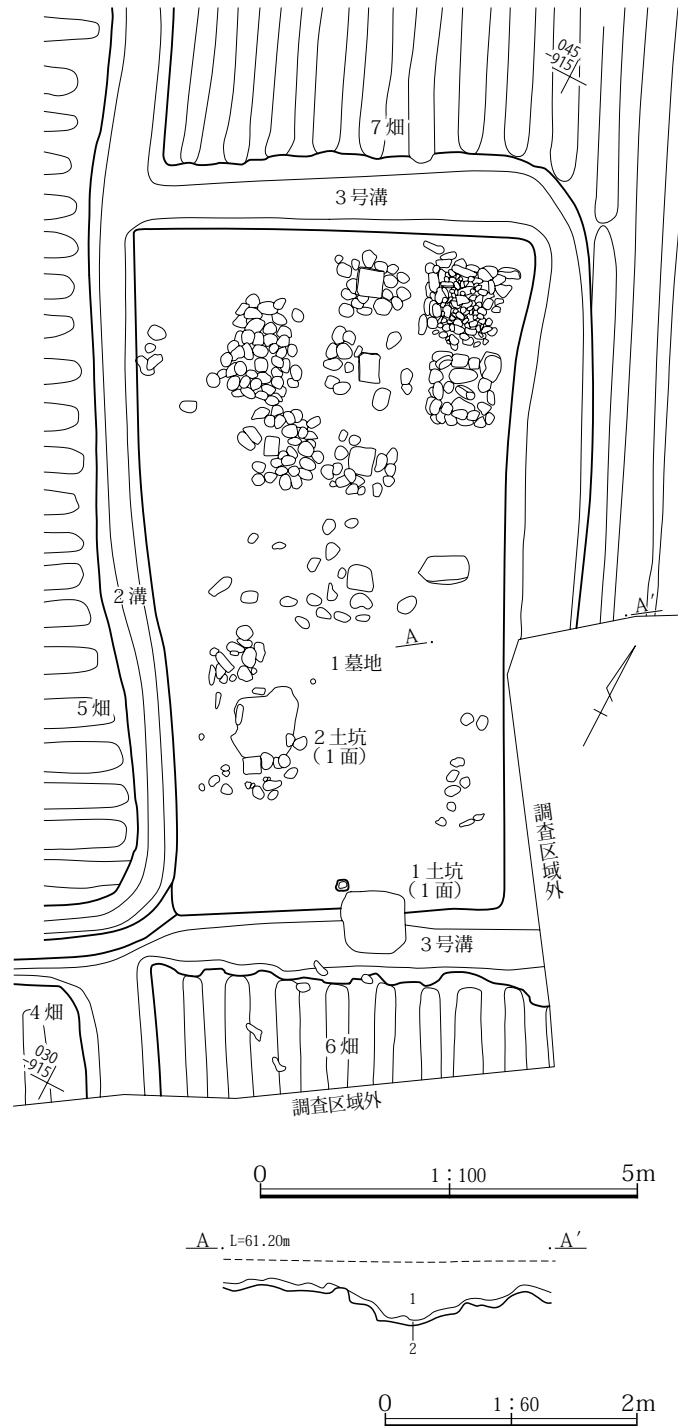 045
-915
7畑
3号溝
2溝
A .
. A′
1墓地
5畑
2土坑
（1面）
調査区域外
1土坑
（1面）
3号溝
4畑
030
-915
6畑
調査区域外
0 1：100 5m
A . L=61.20m . A′
1
2
0 1：60 2m